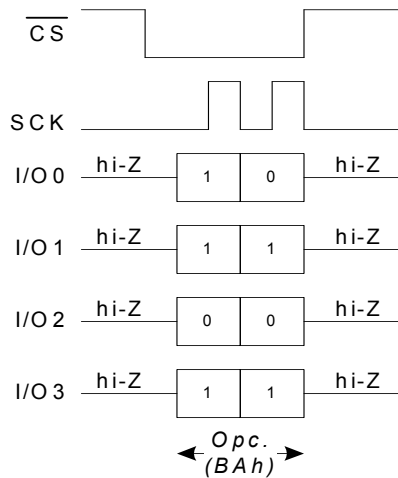 CS
SCK
I/O 0 hi-Z 1 0 hi-Z
I/O 1 hi-Z 1 1 hi-Z
I/O 2 hi-Z 0 0 hi-Z
I/O 3 hi-Z 1 1 hi-Z
Opc.
(BAh)